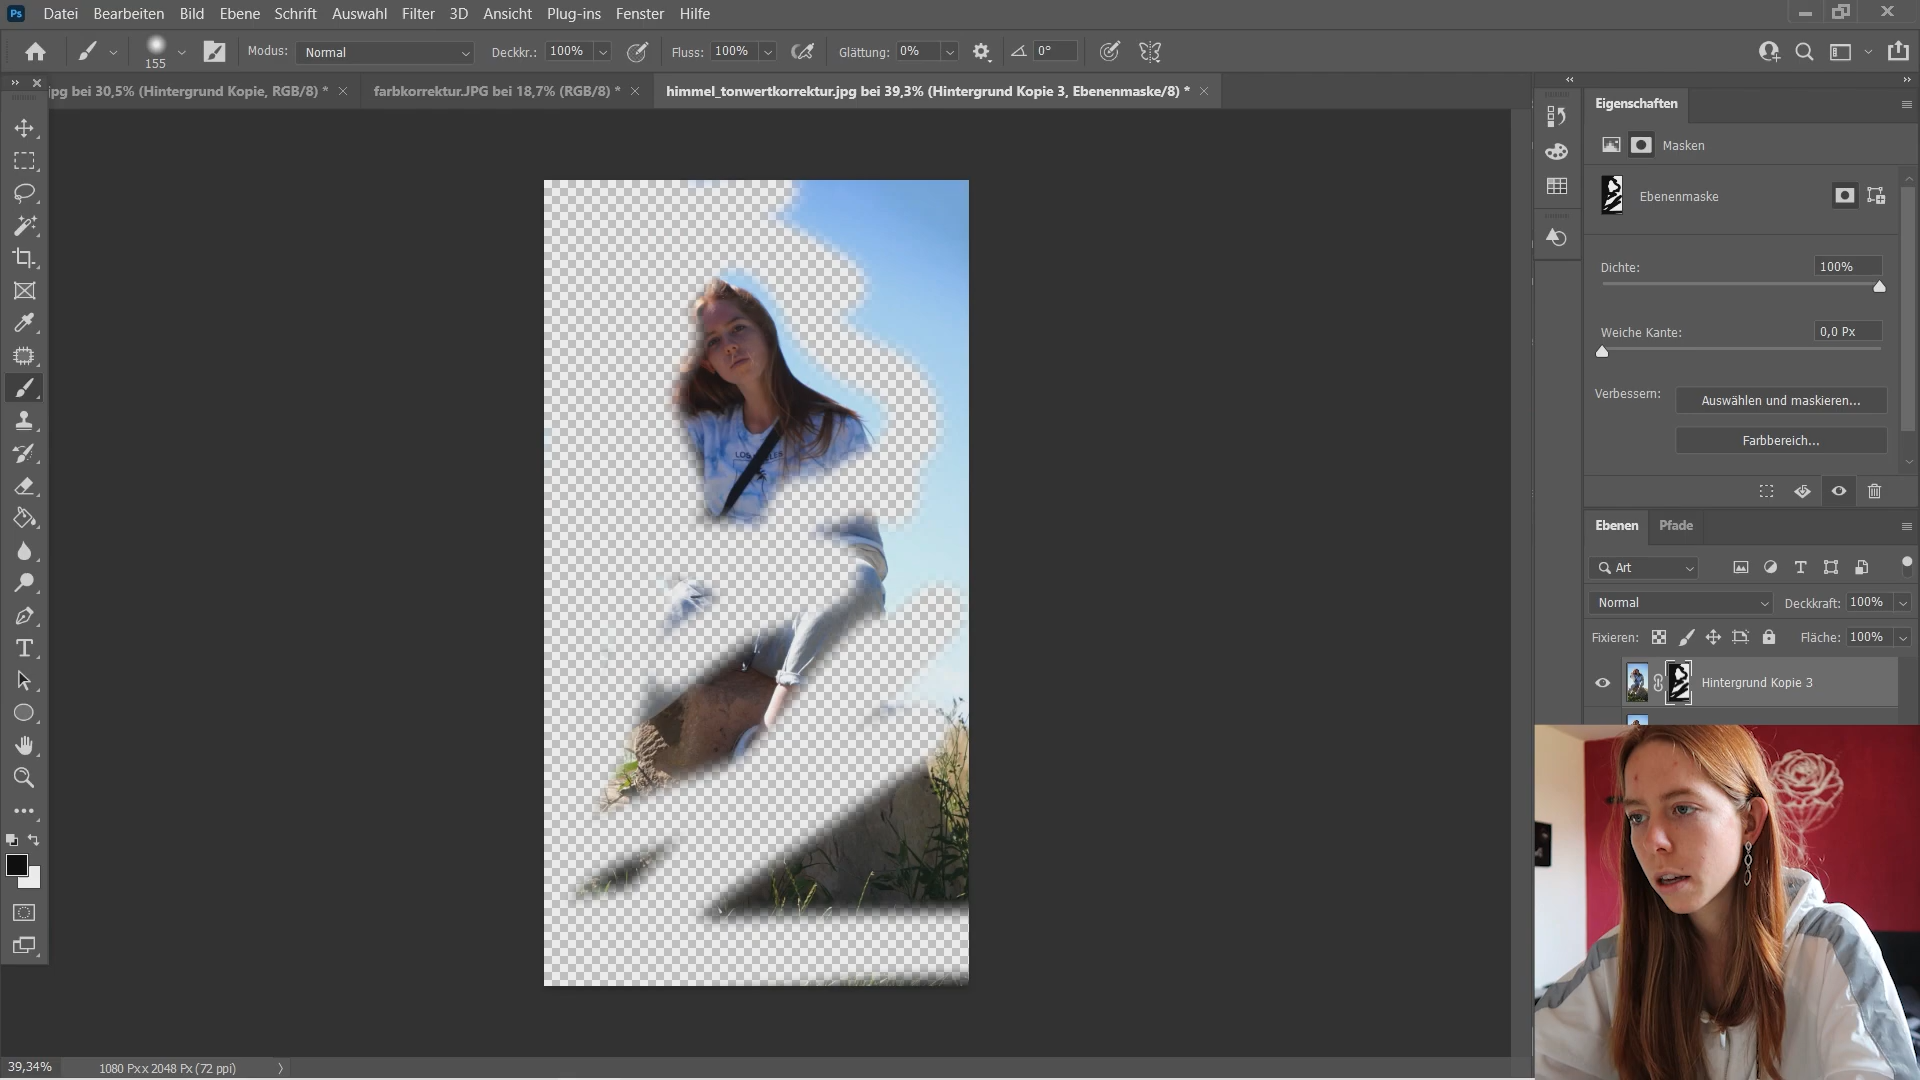 Ps Datei Bearbeiten Bild Ebene Schrift Auswahl Filter 3D Ansicht Plug-ins Fenster Hilfe
155 Modus: Normal Deckkr.: 100% Fluss: 100% Glättung: 0% 0°
jpg bei 30,5% (Hintergrund Kopie, RGB/8) * farbkorrektur.JPG bei 18,7% (RGB/8) * himmel_tonwertkorrektur.jpg bei 39,3% (Hintergrund Kopie 3, Ebenenmaske/8) *
Eigenschaften
Masken
Ebenenmaske
Dichte: 100%
Weiche Kante: 0,0 Px
Verbessern: Auswählen und maskieren...
Farbbereich...
Ebenen Pfade
Art
Normal Deckkraft: 100%
Fixieren: Fläche: 100%
Hintergrund Kopie 3
39,34% 1080 Px x 2048 Px (72 ppi)